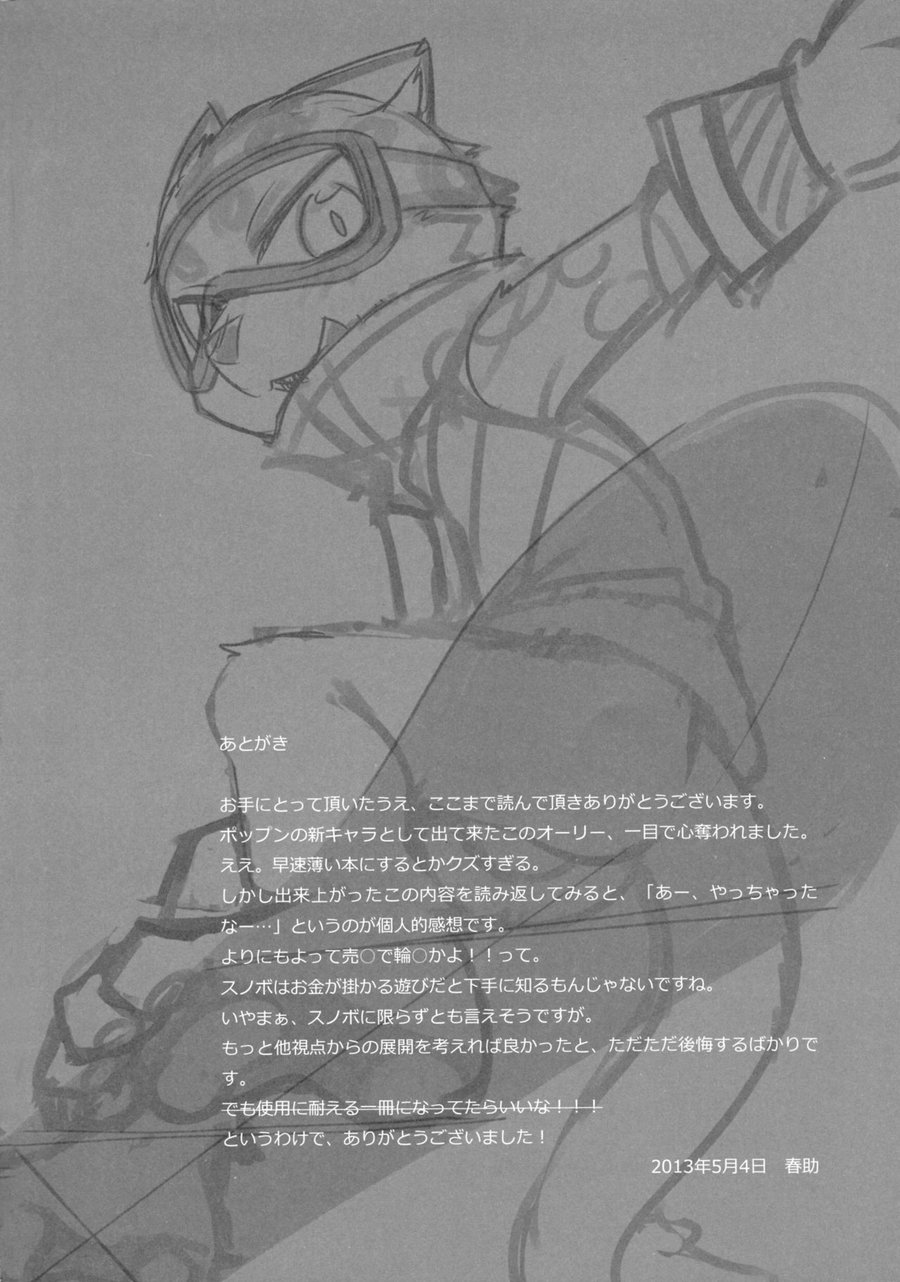 あとがき
お手にとって頂いたうえ、ここまで読んで頂きありがとうございます。
ポップンの新キャラとして出て来たこのオーリー、一目で心奪われました。
ええ。早速薄い本にするとかクズすぎる。
しかし出来上がったこの内容を読み返してみると、「あー、やっちゃった
なー…」というのが個人的感想です。
よりにもよって売○で輪○かよ！！って。
スノボはお金が掛かる遊びだと下手に知るもんじゃないですね。
いやまぁ、スノボに限らずとも言えそうですが。
もっと他視点からの展開を考えれば良かったと、ただただ後悔するばかりで
す。
でも使用に耐える一冊になってたらいいな！！！
というわけで、ありがとうございました！
2013年5月4日　春助